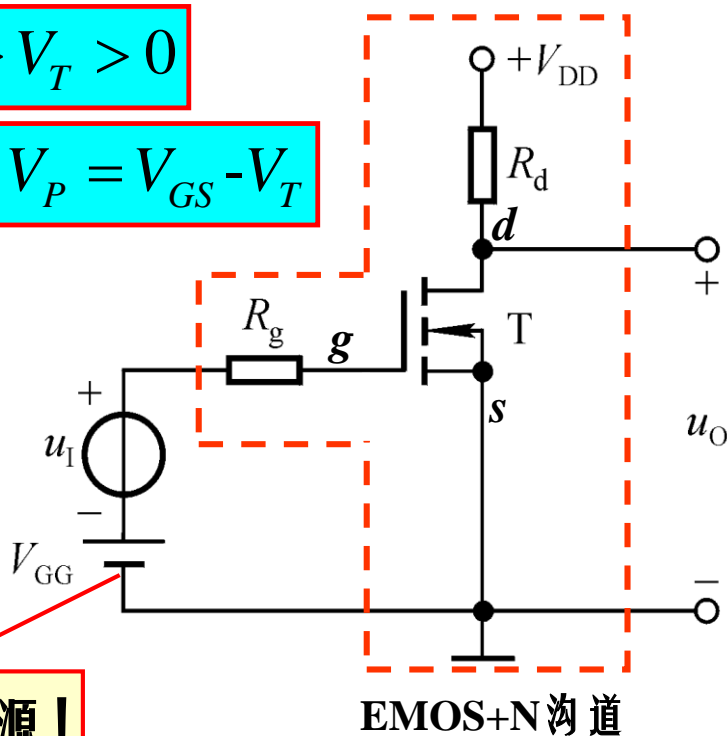 V_T > 0
+V_DD
V_P = V_GS - V_T
R_d
d
+
R_g
g
T
+
s
u_I
u_O
−
V_GG
−
源！
EMOS+N沟道